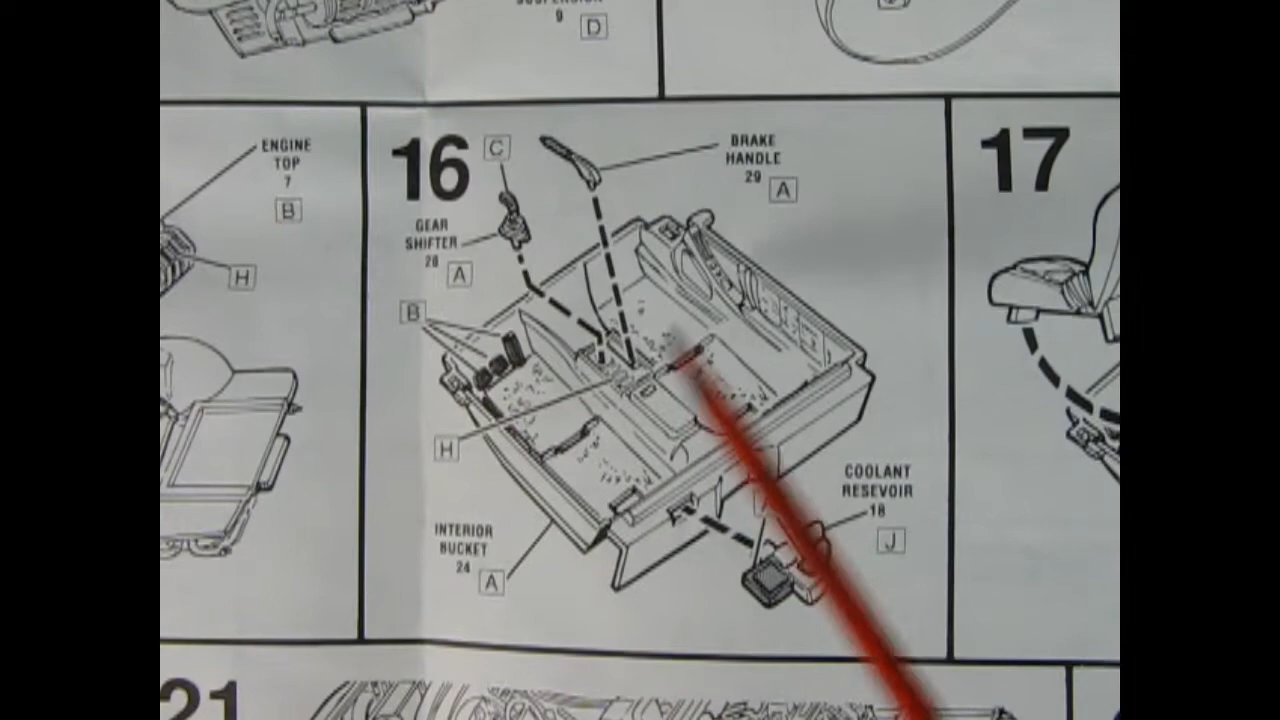 9
D
ENGINE
TOP
7
B
H
16
C
BRAKE
HANDLE
29
A
GEAR
SHIFTER
28
A
B
H
INTERIOR
BUCKET
24
A
COOLANT
RESEVOIR
18
J
17
21